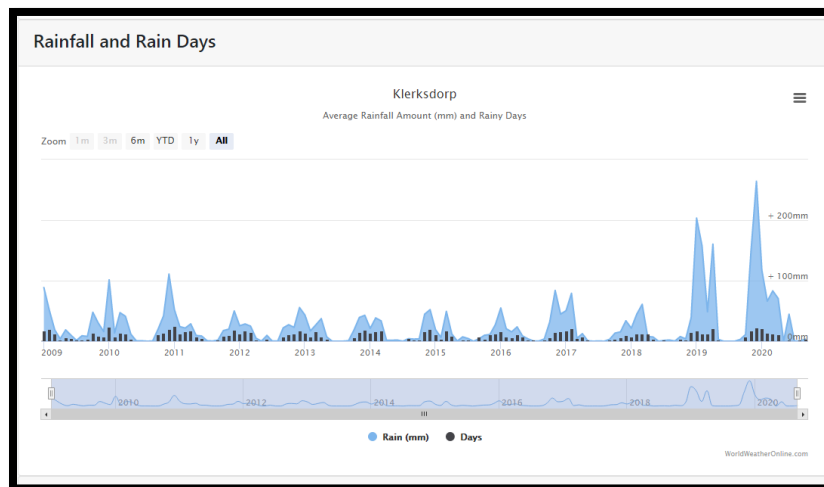 Rainfall and Rain Days
Klerksdorp
Average Rainfall Amount (mm) and Rainy Days
Zoom 1m 3m 6m YTD 1y All
+ 200mm
+ 100mm
0mm
2009 2010 2011 2012 2013 2014 2015 2016 2017 2018 2019 2020
2010 2012 2014 2016 2018 2020
Rain (mm) Days
WorldWeatherOnline.com